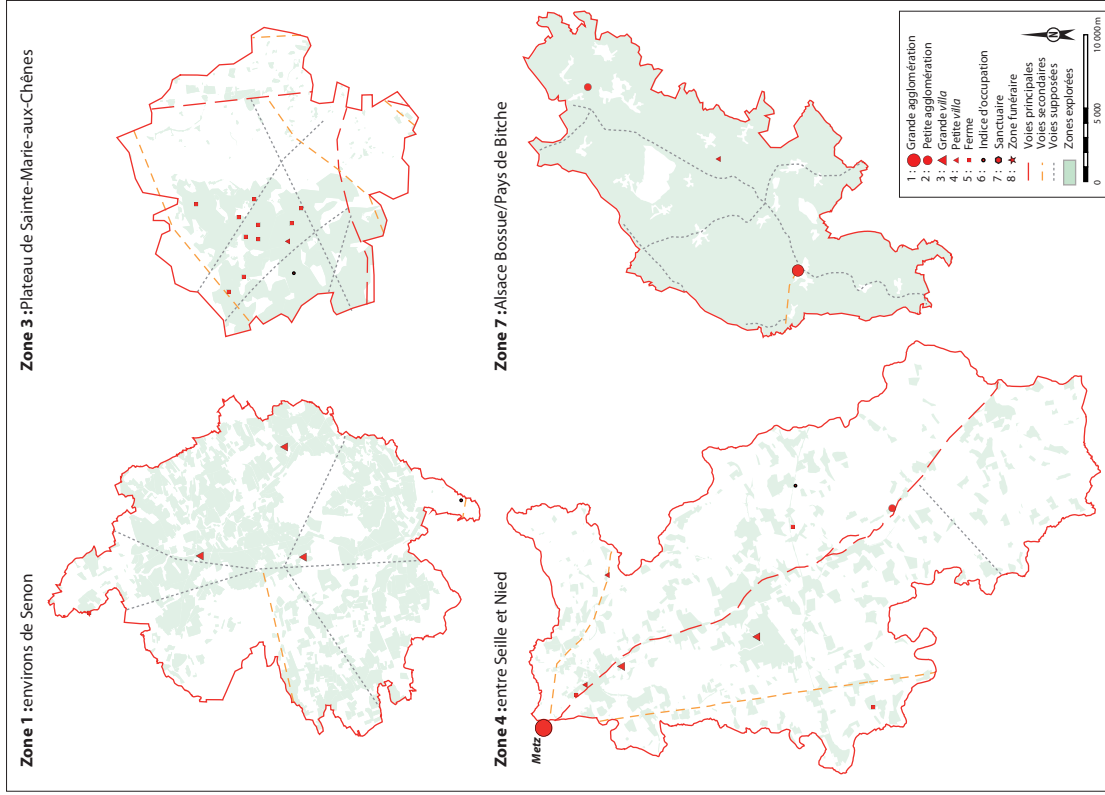 Zone 1 :environs de Senon
Zone 3 :Plateau de Sainte-Marie-aux-Chênes
Zone 4 :entre Seille et Nied
Metz
Zone 7 :Alsace Bossue/Pays de Bitche
1 : Grande agglomération
2 : Petite agglomération
3 : Grande villa
4 : Petite villa
5 : Ferme
6 : Indice d'occupation
7 : Sanctuaire
8 : Zone funéraire
Voies principales
Voies secondaires
Voies supposées
Zones explorées
N
0 5 000 10 000 m